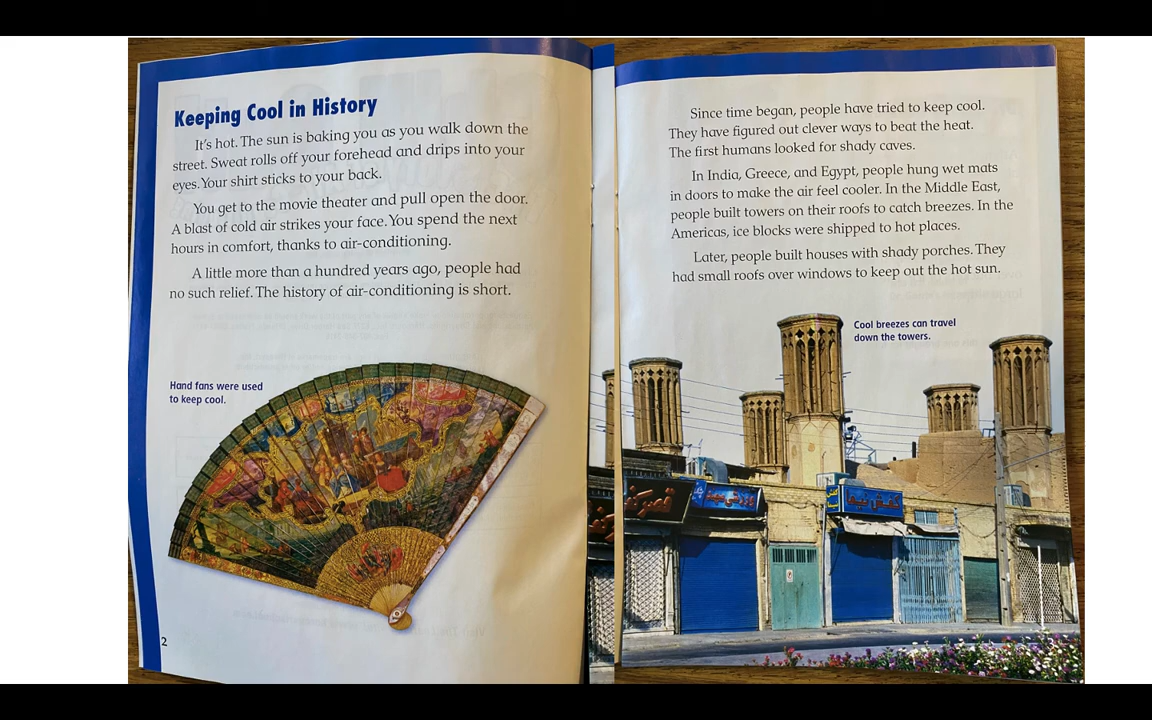 Keeping Cool in History
It's hot. The sun is baking you as you walk down the
street. Sweat rolls off your forehead and drips into your
eyes. Your shirt sticks to your back.
You get to the movie theater and pull open the door.
A blast of cold air strikes your face. You spend the next
hours in comfort, thanks to air-conditioning.
A little more than a hundred years ago, people had
no such relief. The history of air-conditioning is short.
Hand fans were used
to keep cool.
2
Since time began, people have tried to keep cool.
They have figured out clever ways to beat the heat.
The first humans looked for shady caves.
In India, Greece, and Egypt, people hung wet mats
in doors to make the air feel cooler. In the Middle East,
people built towers on their roofs to catch breezes. In the
Americas, ice blocks were shipped to hot places.
Later, people built houses with shady porches. They
had small roofs over windows to keep out the hot sun.
Cool breezes can travel
down the towers.
کفش نیما